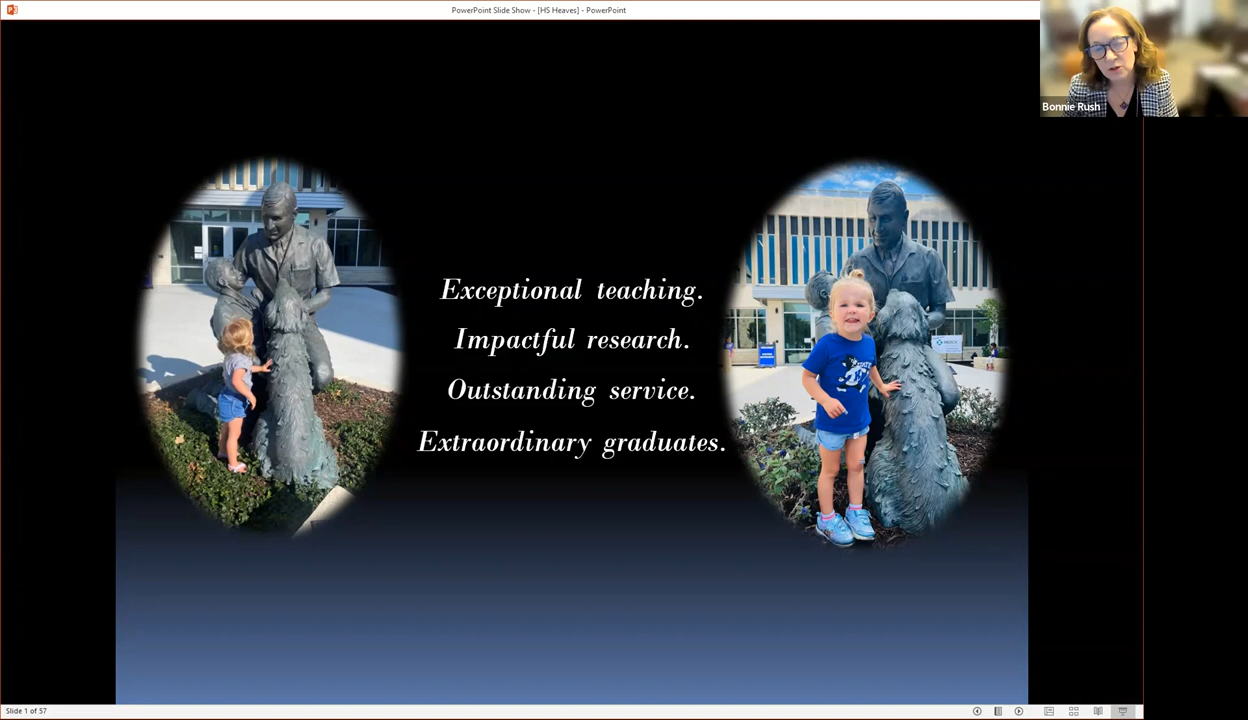 PowerPoint Slide Show - [HS Heaves] - PowerPoint
Bonnie Rush
Exceptional teaching.
Impactful research.
Outstanding service.
Extraordinary graduates.
Slide 1 of 57